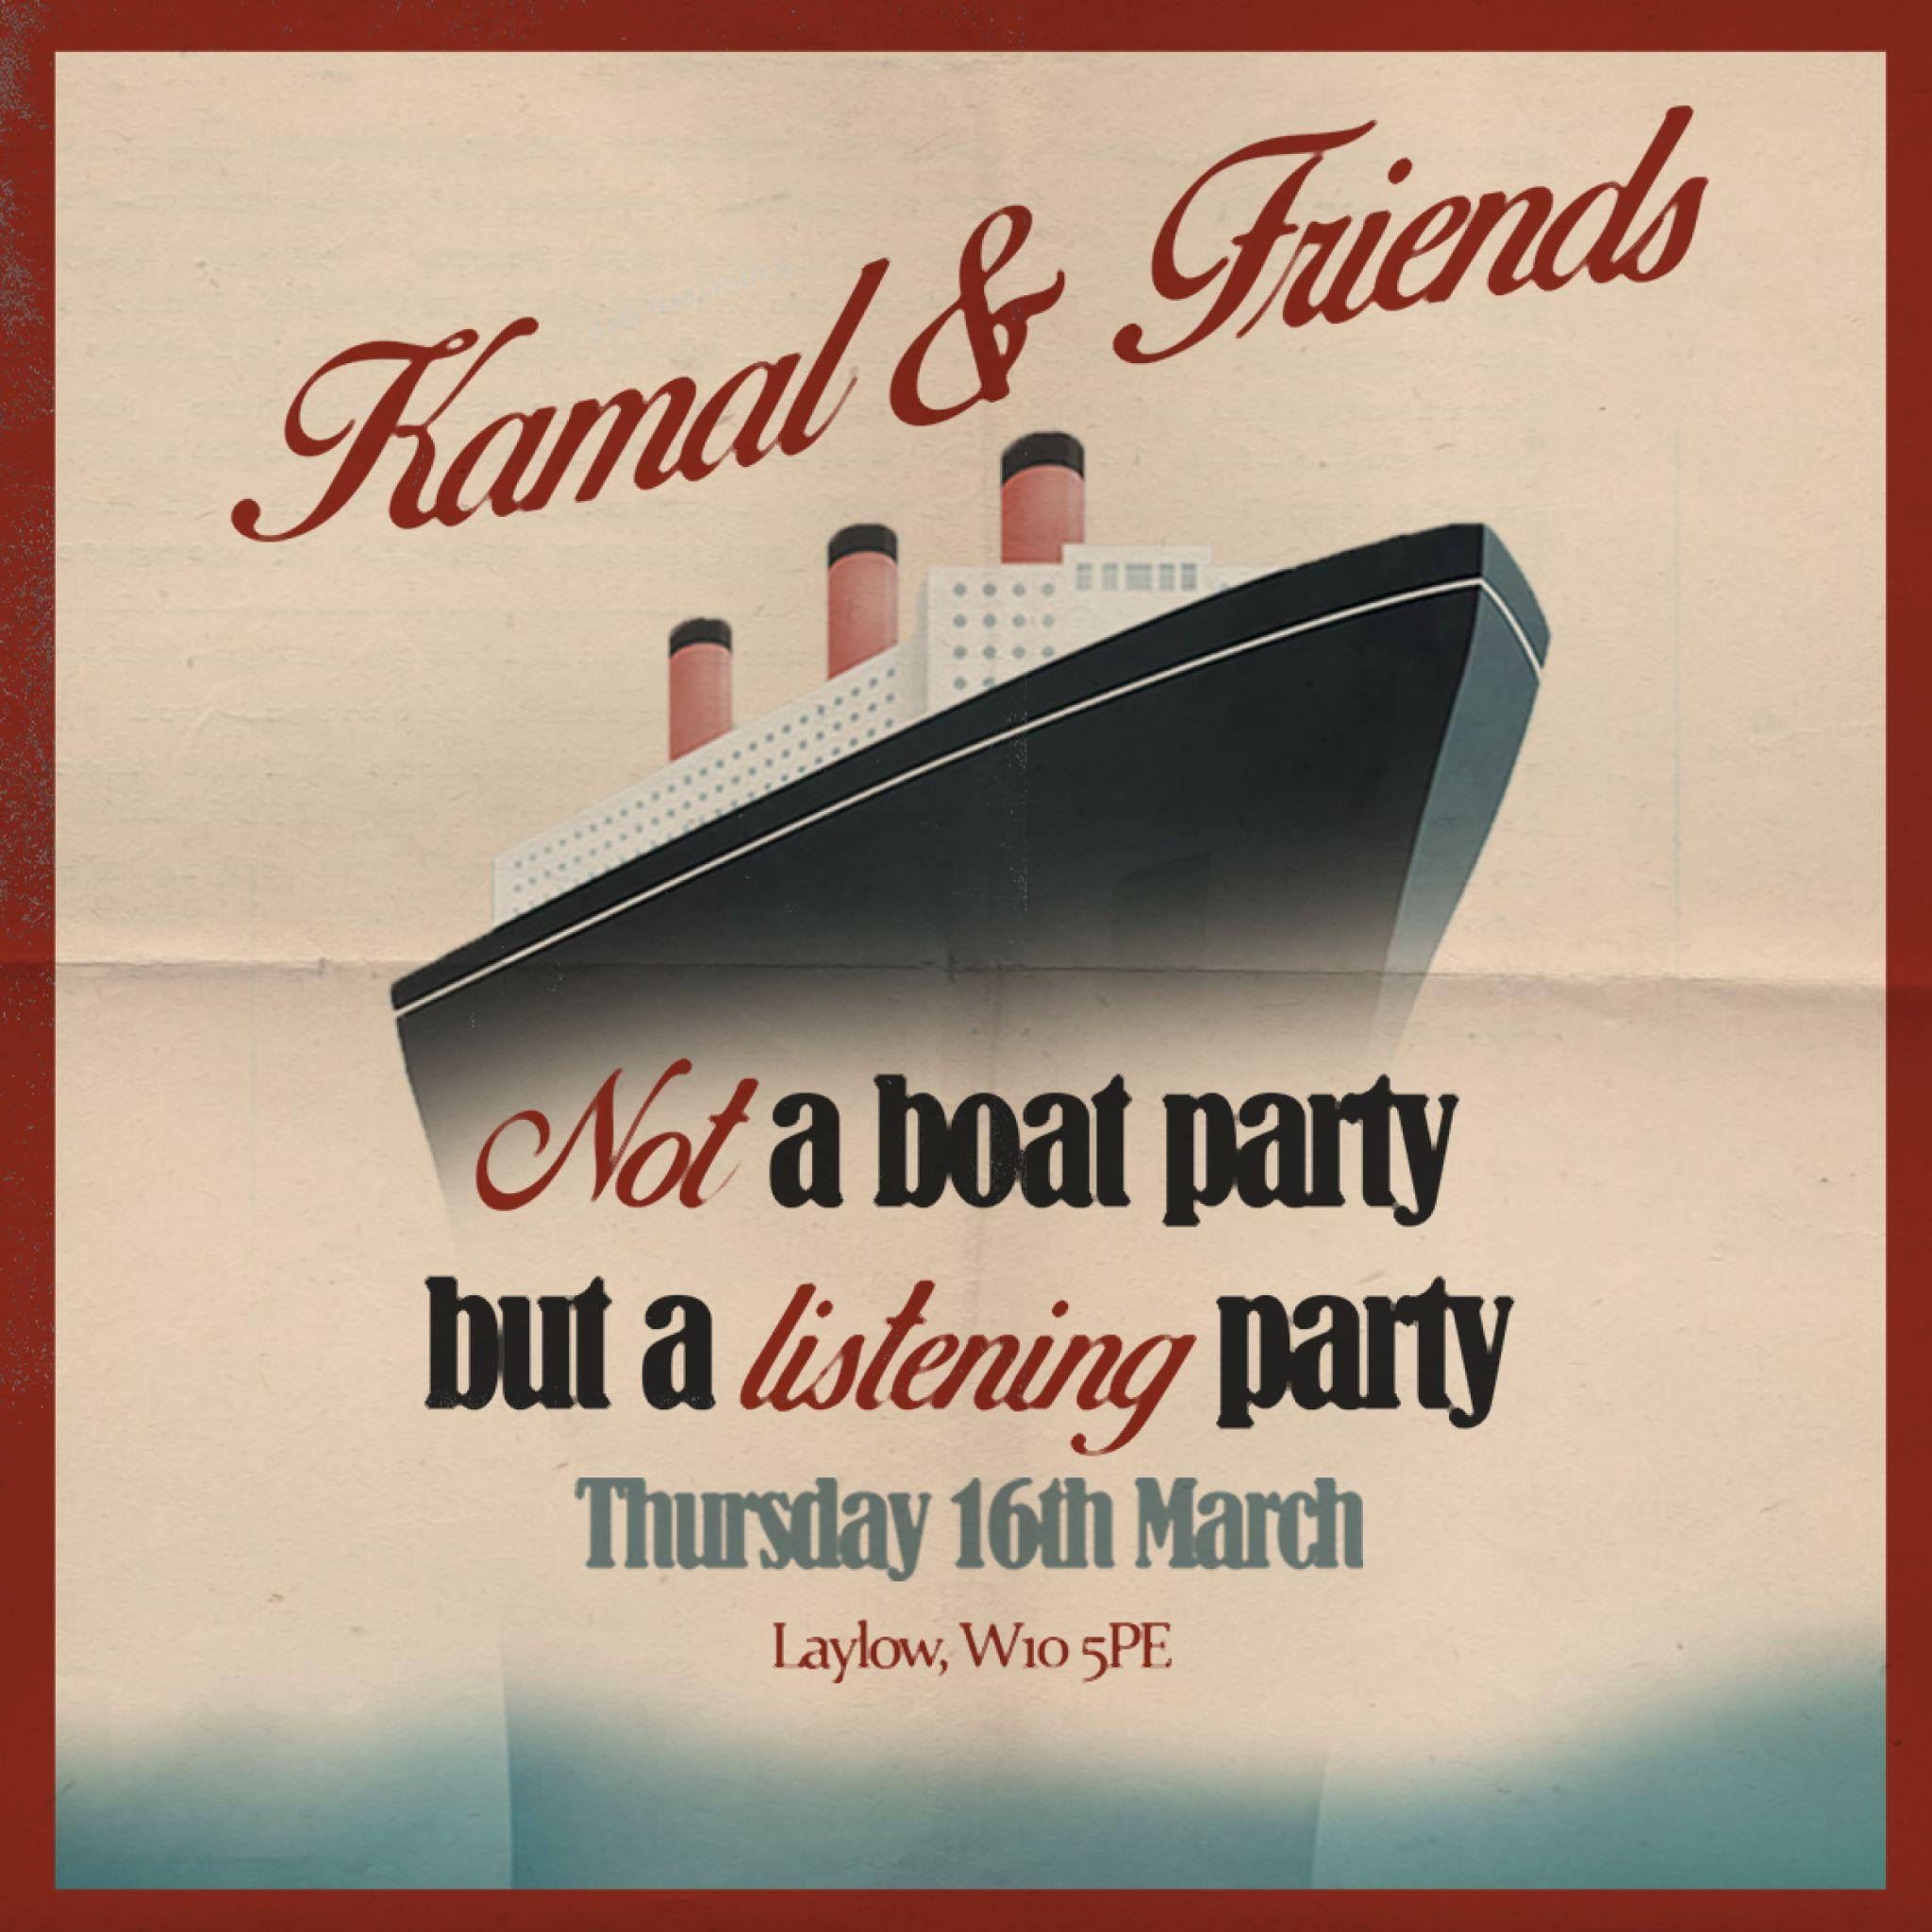 Kamal & Friends
Not a boat party
but a listening party
Thursday 16th March
Laylow, W10 5PE